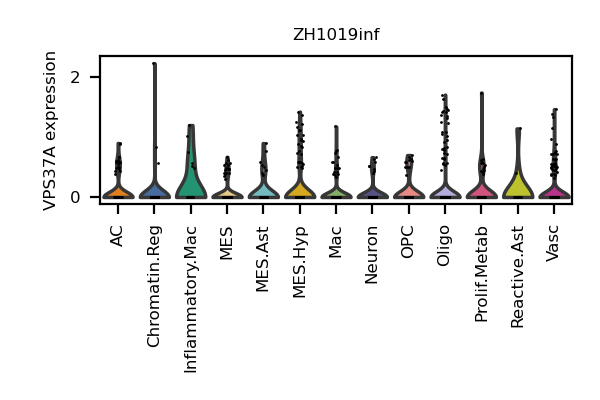 ZH1019inf
VPS37A expression
2
0
AC
Chromatin.Reg
Inflammatory.Mac
MES
MES.Ast
MES.Hyp
Mac
Neuron
OPC
Oligo
Prolif.Metab
Reactive.Ast
Vasc